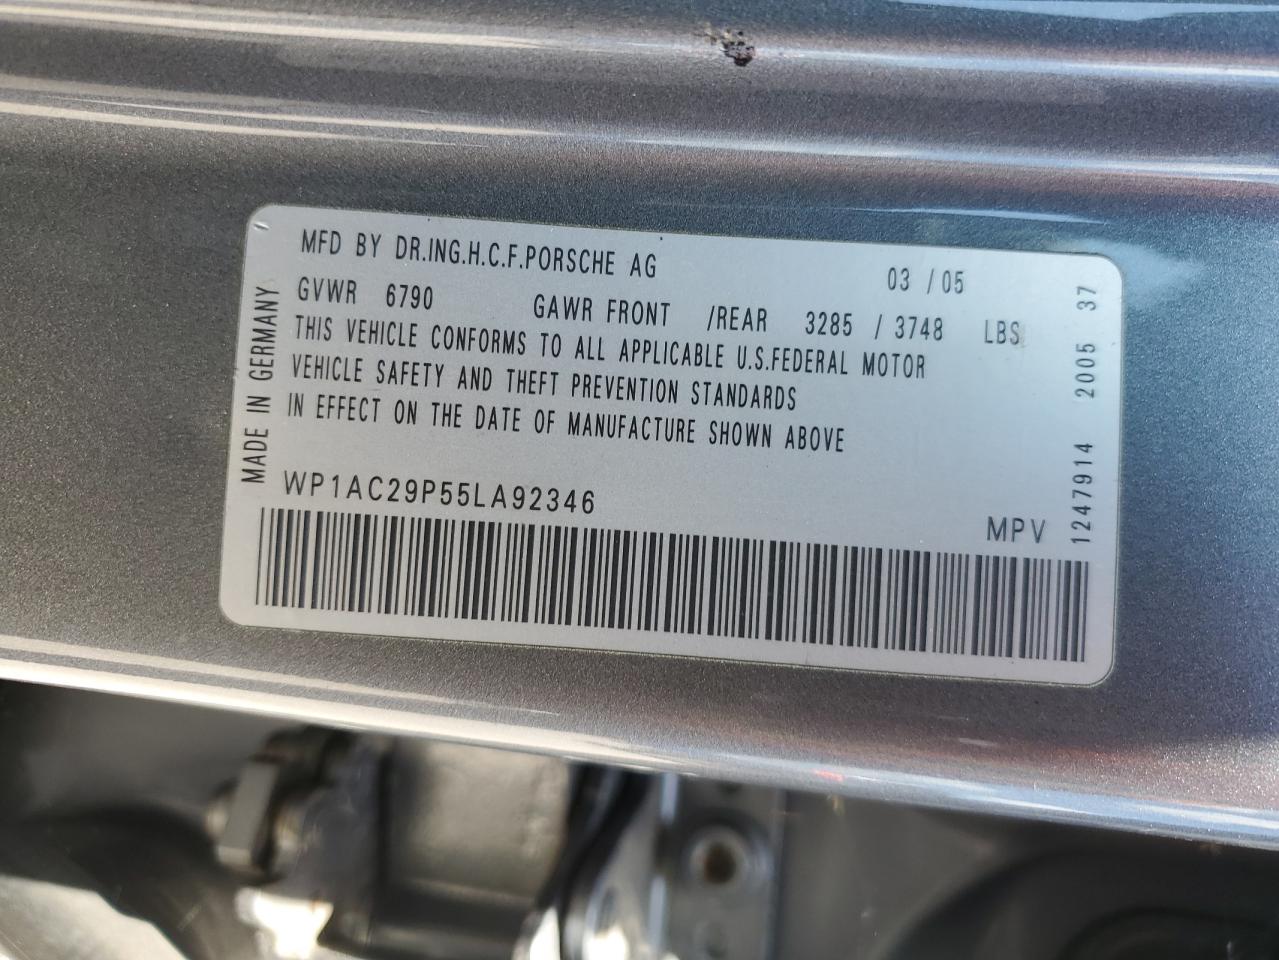 MFD BY DR.ING.H.C.F.PORSCHE AG 03 / 05
GVWR 6790 GAWR FRONT /REAR 3285 / 3748 LBS
THIS VEHICLE CONFORMS TO ALL APPLICABLE U.S.FEDERAL MOTOR
VEHICLE SAFETY AND THEFT PREVENTION STANDARDS
IN EFFECT ON THE DATE OF MANUFACTURE SHOWN ABOVE
WP1AC29P55LA92346
MPV
MADE IN GERMANY
1247914 2005 37